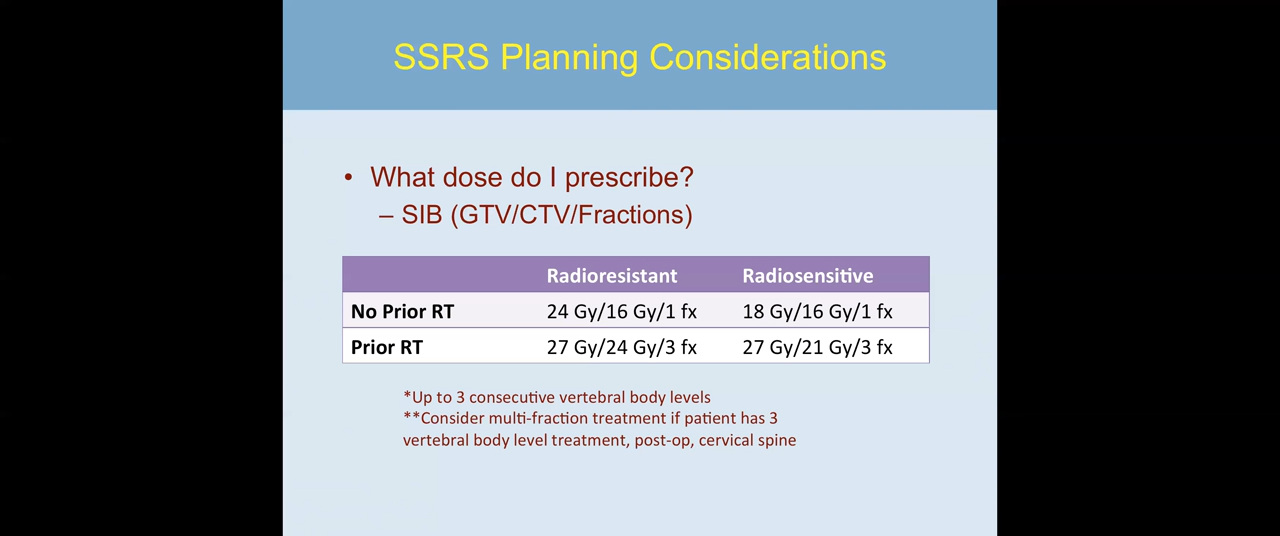 SSRS Planning Considerations
• What dose do I prescribe?
– SIB (GTV/CTV/Fractions)
Radioresistant Radiosensitive
No Prior RT 24 Gy/16 Gy/1 fx 18 Gy/16 Gy/1 fx
Prior RT 27 Gy/24 Gy/3 fx 27 Gy/21 Gy/3 fx
*Up to 3 consecutive vertebral body levels
**Consider multi-fraction treatment if patient has 3
vertebral body level treatment, post-op, cervical spine